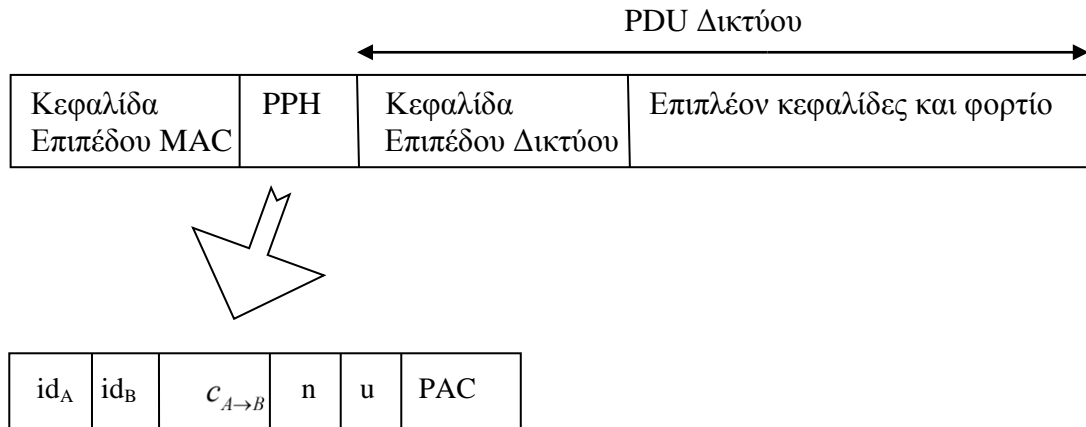 PDU Δικτύου
Κεφαλίδα Επιπέδου MAC
PPH
Κεφαλίδα Επιπέδου Δικτύου
Επιπλέον κεφαλίδες και φορτίο
id_A
id_B
c_{A→B}
n
u
PAC